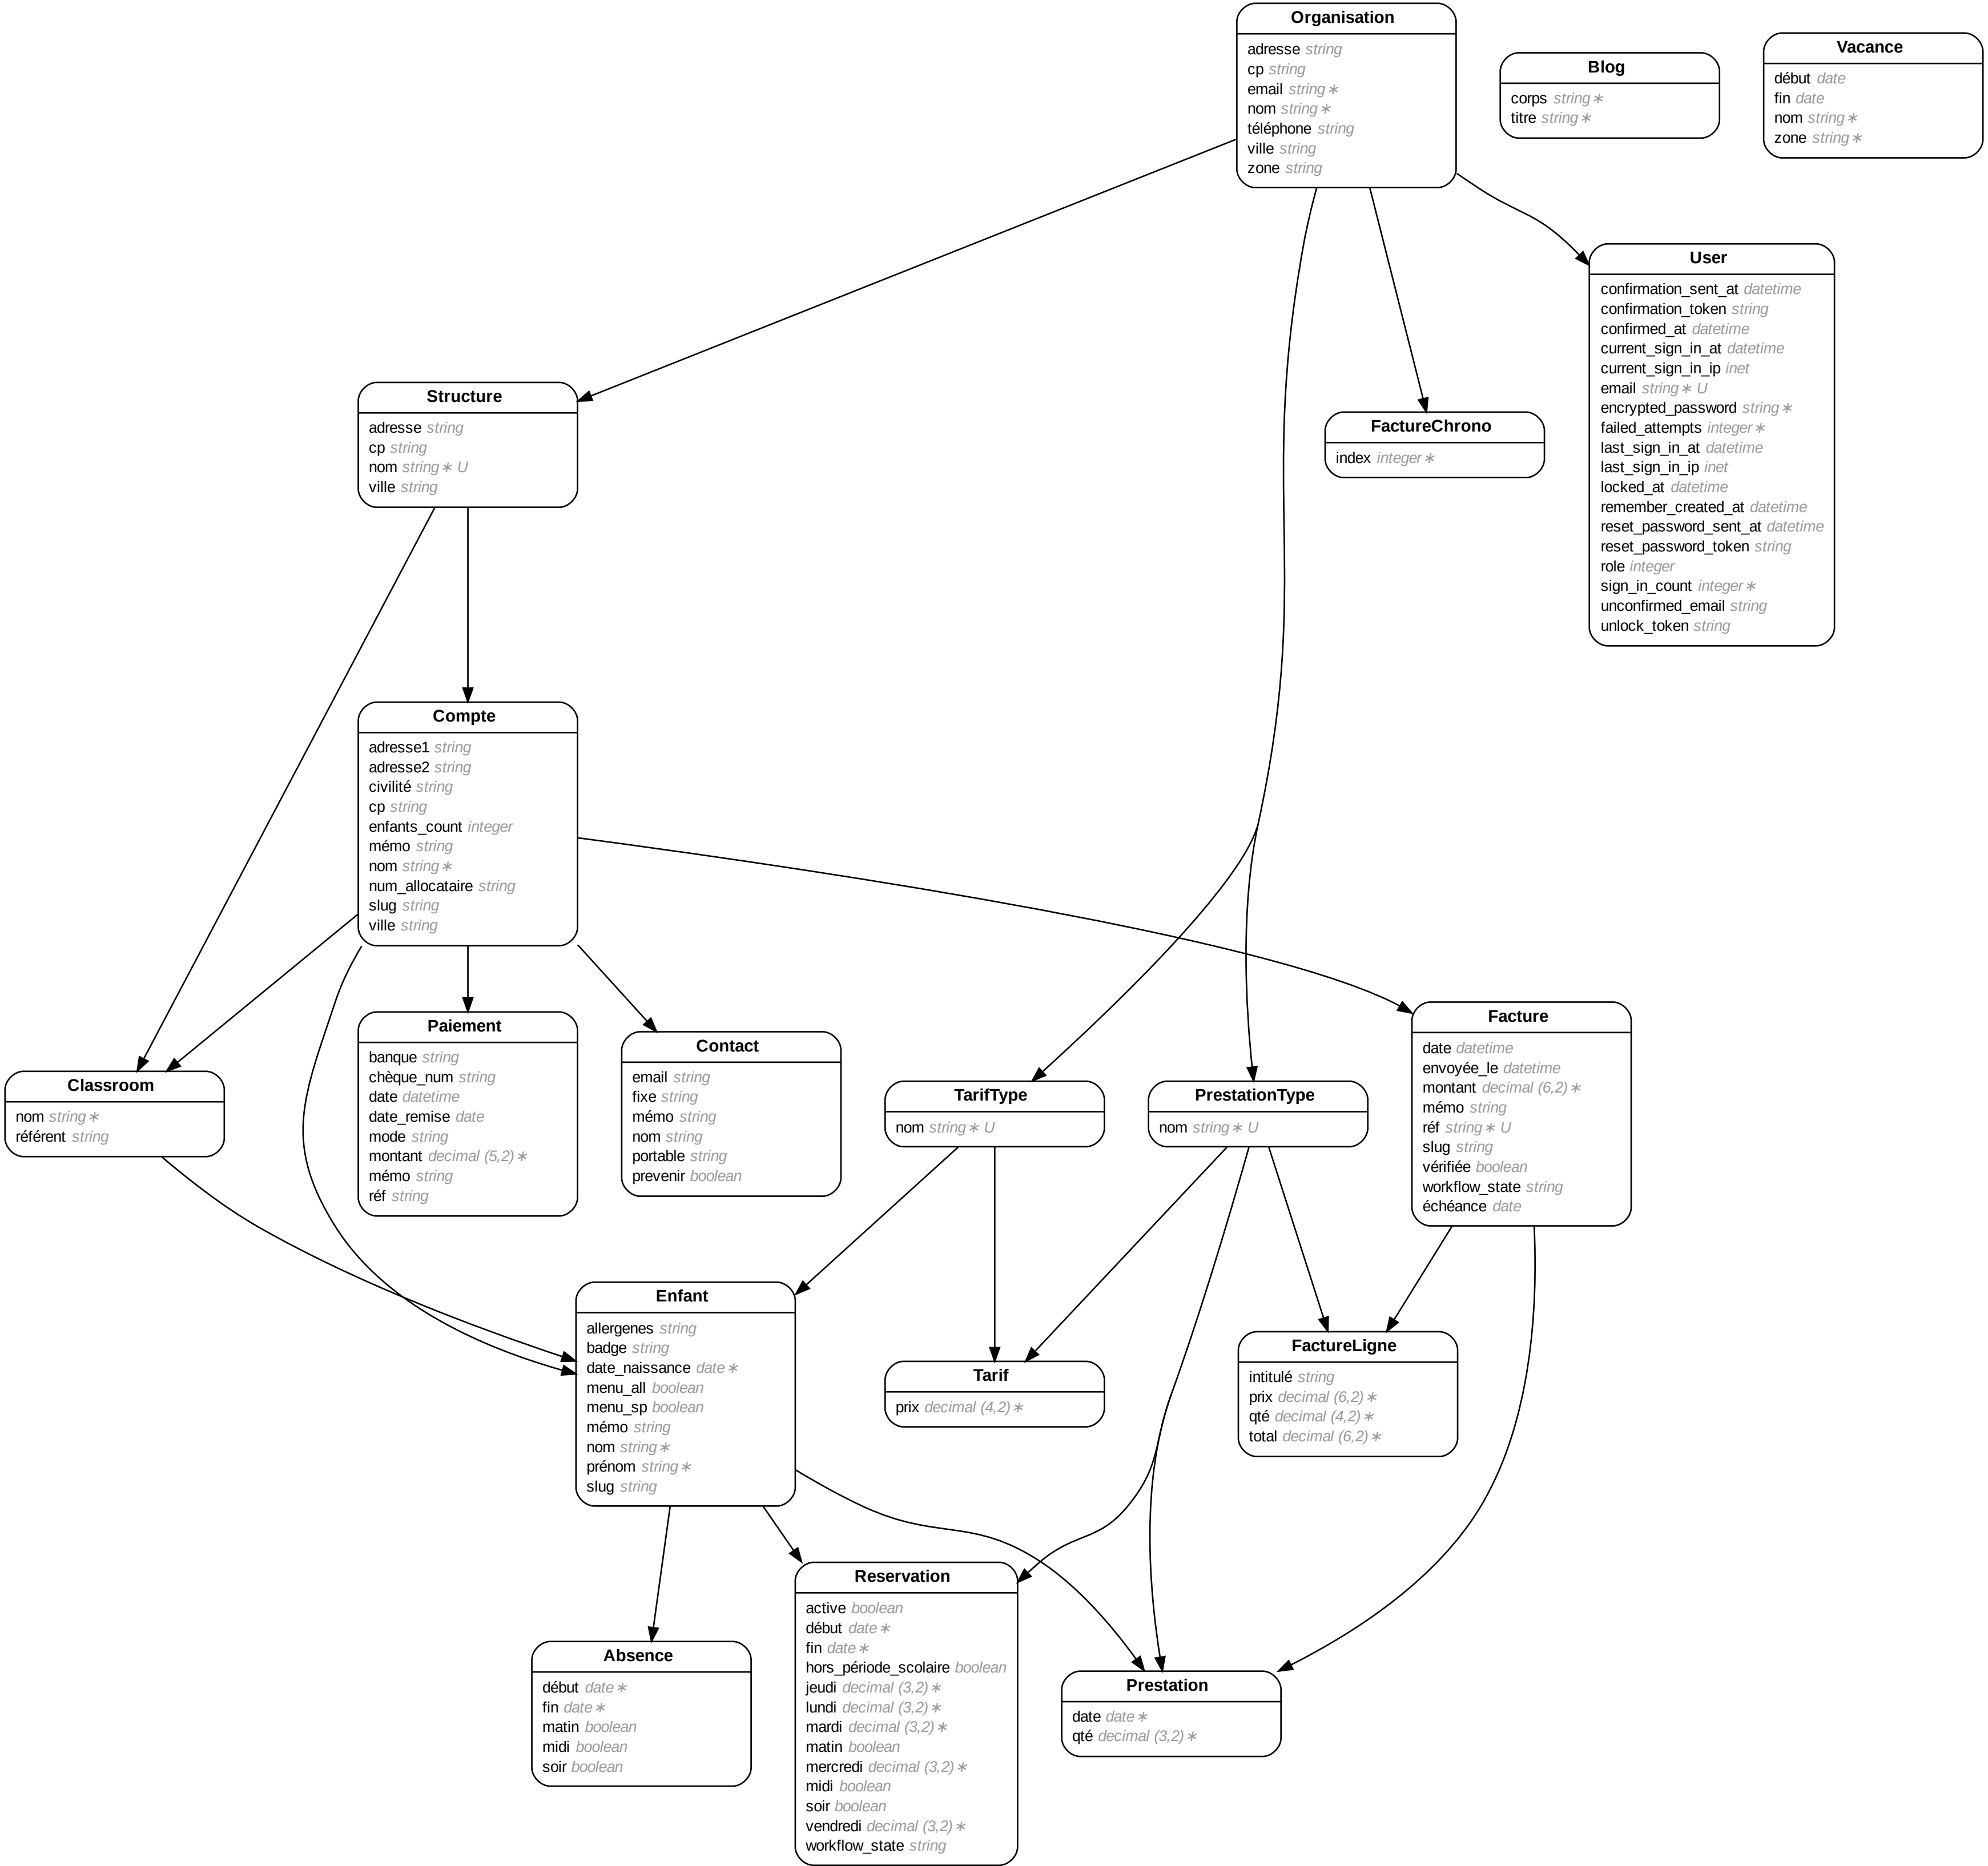 Organisation
adresse string
cp string
email string∗
nom string∗
téléphone string
ville string
zone string
Blog
corps string∗
titre string∗
Vacance
début date
fin date
nom string∗
zone string∗
User
confirmation_sent_at datetime
confirmation_token string
confirmed_at datetime
current_sign_in_at datetime
current_sign_in_ip inet
email string∗ U
encrypted_password string∗
failed_attempts integer∗
last_sign_in_at datetime
last_sign_in_ip inet
locked_at datetime
remember_created_at datetime
reset_password_sent_at datetime
reset_password_token string
role integer
sign_in_count integer∗
unconfirmed_email string
unlock_token string
Structure
adresse string
cp string
nom string∗ U
ville string
FactureChrono
index integer∗
Compte
adresse1 string
adresse2 string
civilité string
cp string
enfants_count integer
mémo string
nom string∗
num_allocataire string
slug string
ville string
Classroom
nom string∗
référent string
Paiement
banque string
chèque_num string
date datetime
date_remise date
mode string
montant decimal (5,2)∗
mémo string
réf string
Contact
email string
fixe string
mémo string
nom string
portable string
prevenir boolean
TarifType
nom string∗ U
PrestationType
nom string∗ U
Facture
date datetime
envoyée_le datetime
montant decimal (6,2)∗
mémo string
réf string∗ U
slug string
vérifiée boolean
workflow_state string
échéance date
Enfant
allergenes string
badge string
date_naissance date∗
menu_all boolean
menu_sp boolean
mémo string
nom string∗
prénom string∗
slug string
Tarif
prix decimal (4,2)∗
FactureLigne
intitulé string
prix decimal (6,2)∗
qté decimal (4,2)∗
total decimal (6,2)∗
Absence
début date∗
fin date∗
matin boolean
midi boolean
soir boolean
Reservation
active boolean
début date∗
fin date∗
hors_période_scolaire boolean
jeudi decimal (3,2)∗
lundi decimal (3,2)∗
mardi decimal (3,2)∗
matin boolean
mercredi decimal (3,2)∗
midi boolean
soir boolean
vendredi decimal (3,2)∗
workflow_state string
Prestation
date date∗
qté decimal (3,2)∗